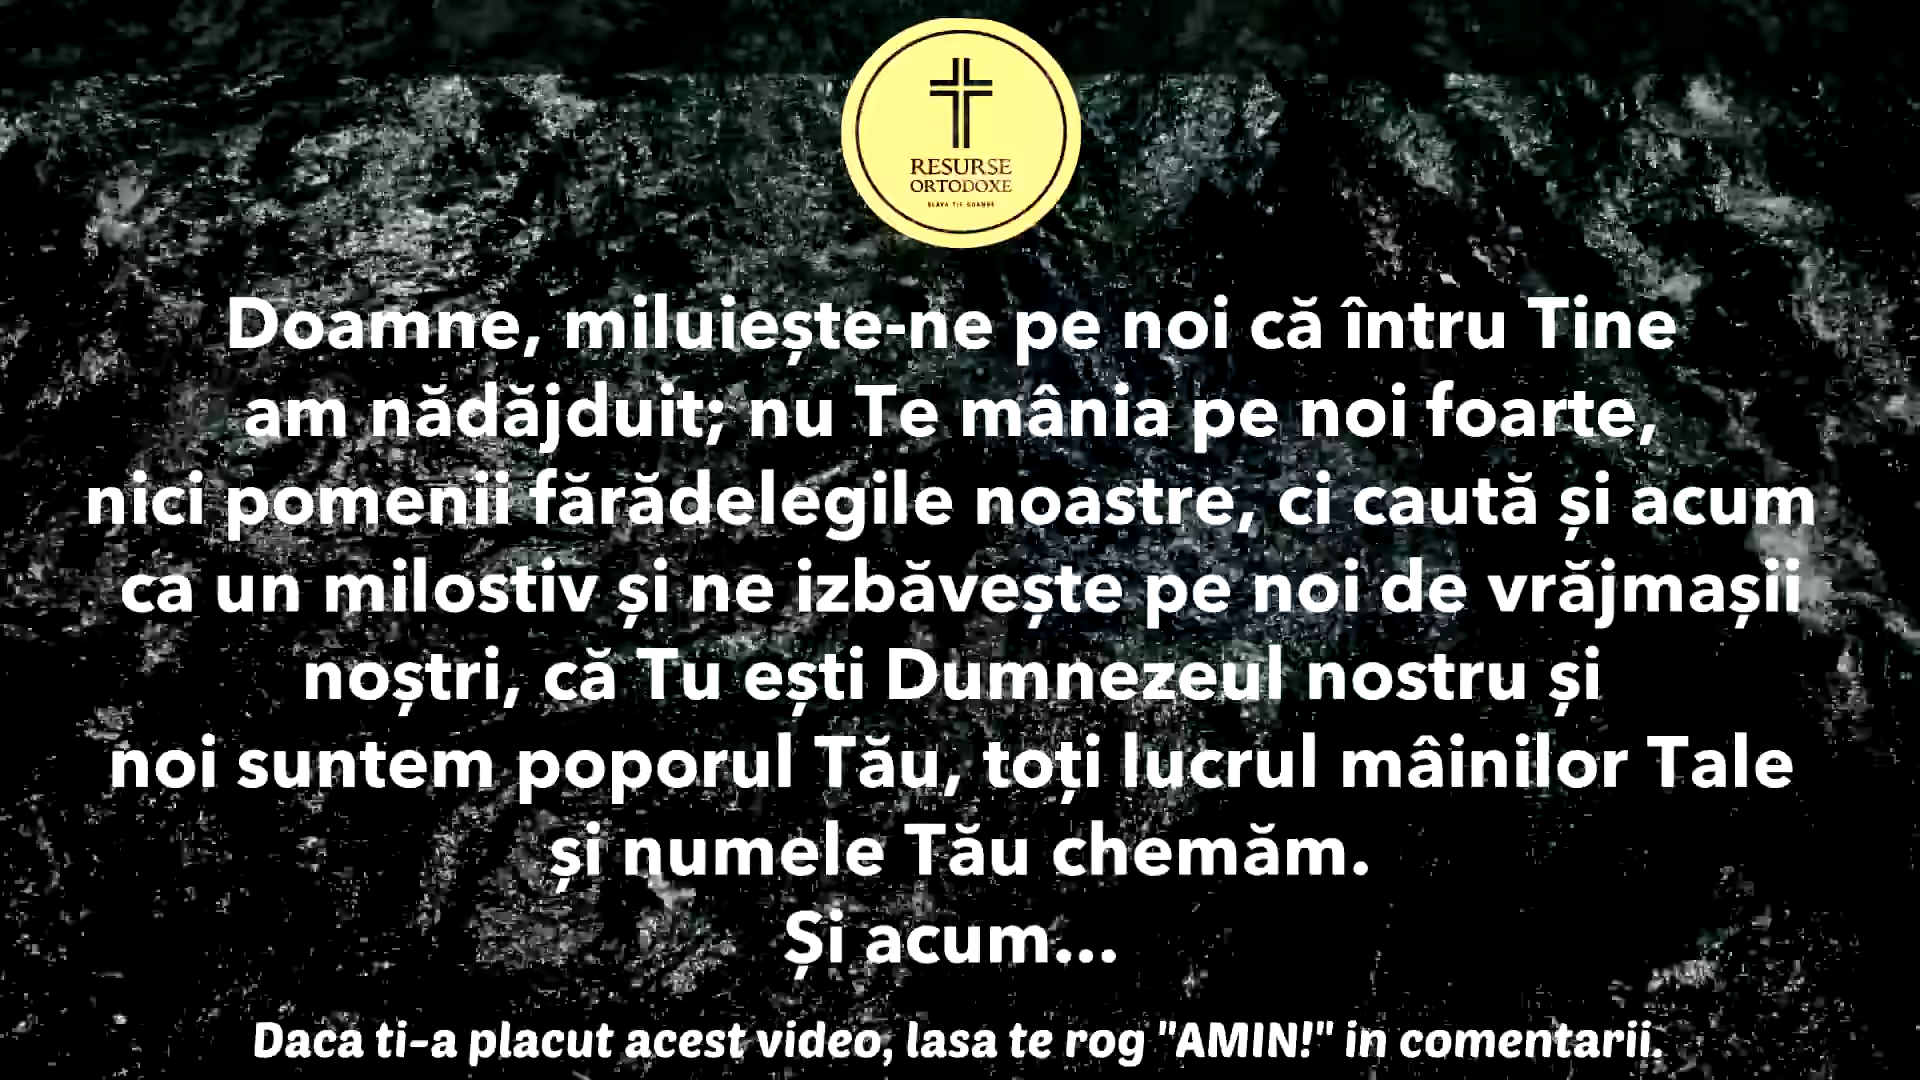 RESURSE
ORTODOXE
SLAVA TIE DOAMNE
Doamne, miluiește-ne pe noi că întru Tine
am nădăjduit; nu Te mânia pe noi foarte,
nici pomenii fărădelegile noastre, ci caută și acum
ca un milostiv și ne izbăvește pe noi de vrăjmașii
noștri, că Tu ești Dumnezeul nostru și
noi suntem poporul Tău, toți lucrul mâinilor Tale
și numele Tău chemăm.
Și acum...
Daca ti-a placut acest video, lasa te rog "AMIN!" in comentarii.